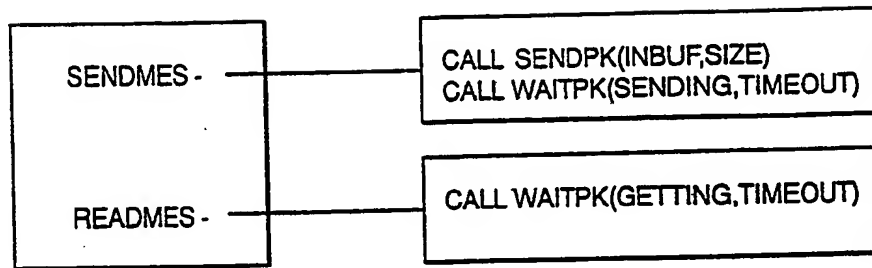 SENDMES -
CALL SENDPK(INBUF,SIZE)
CALL WAITPK(SENDING,TIMEOUT)
READMES -
CALL WAITPK(GETTING,TIMEOUT)